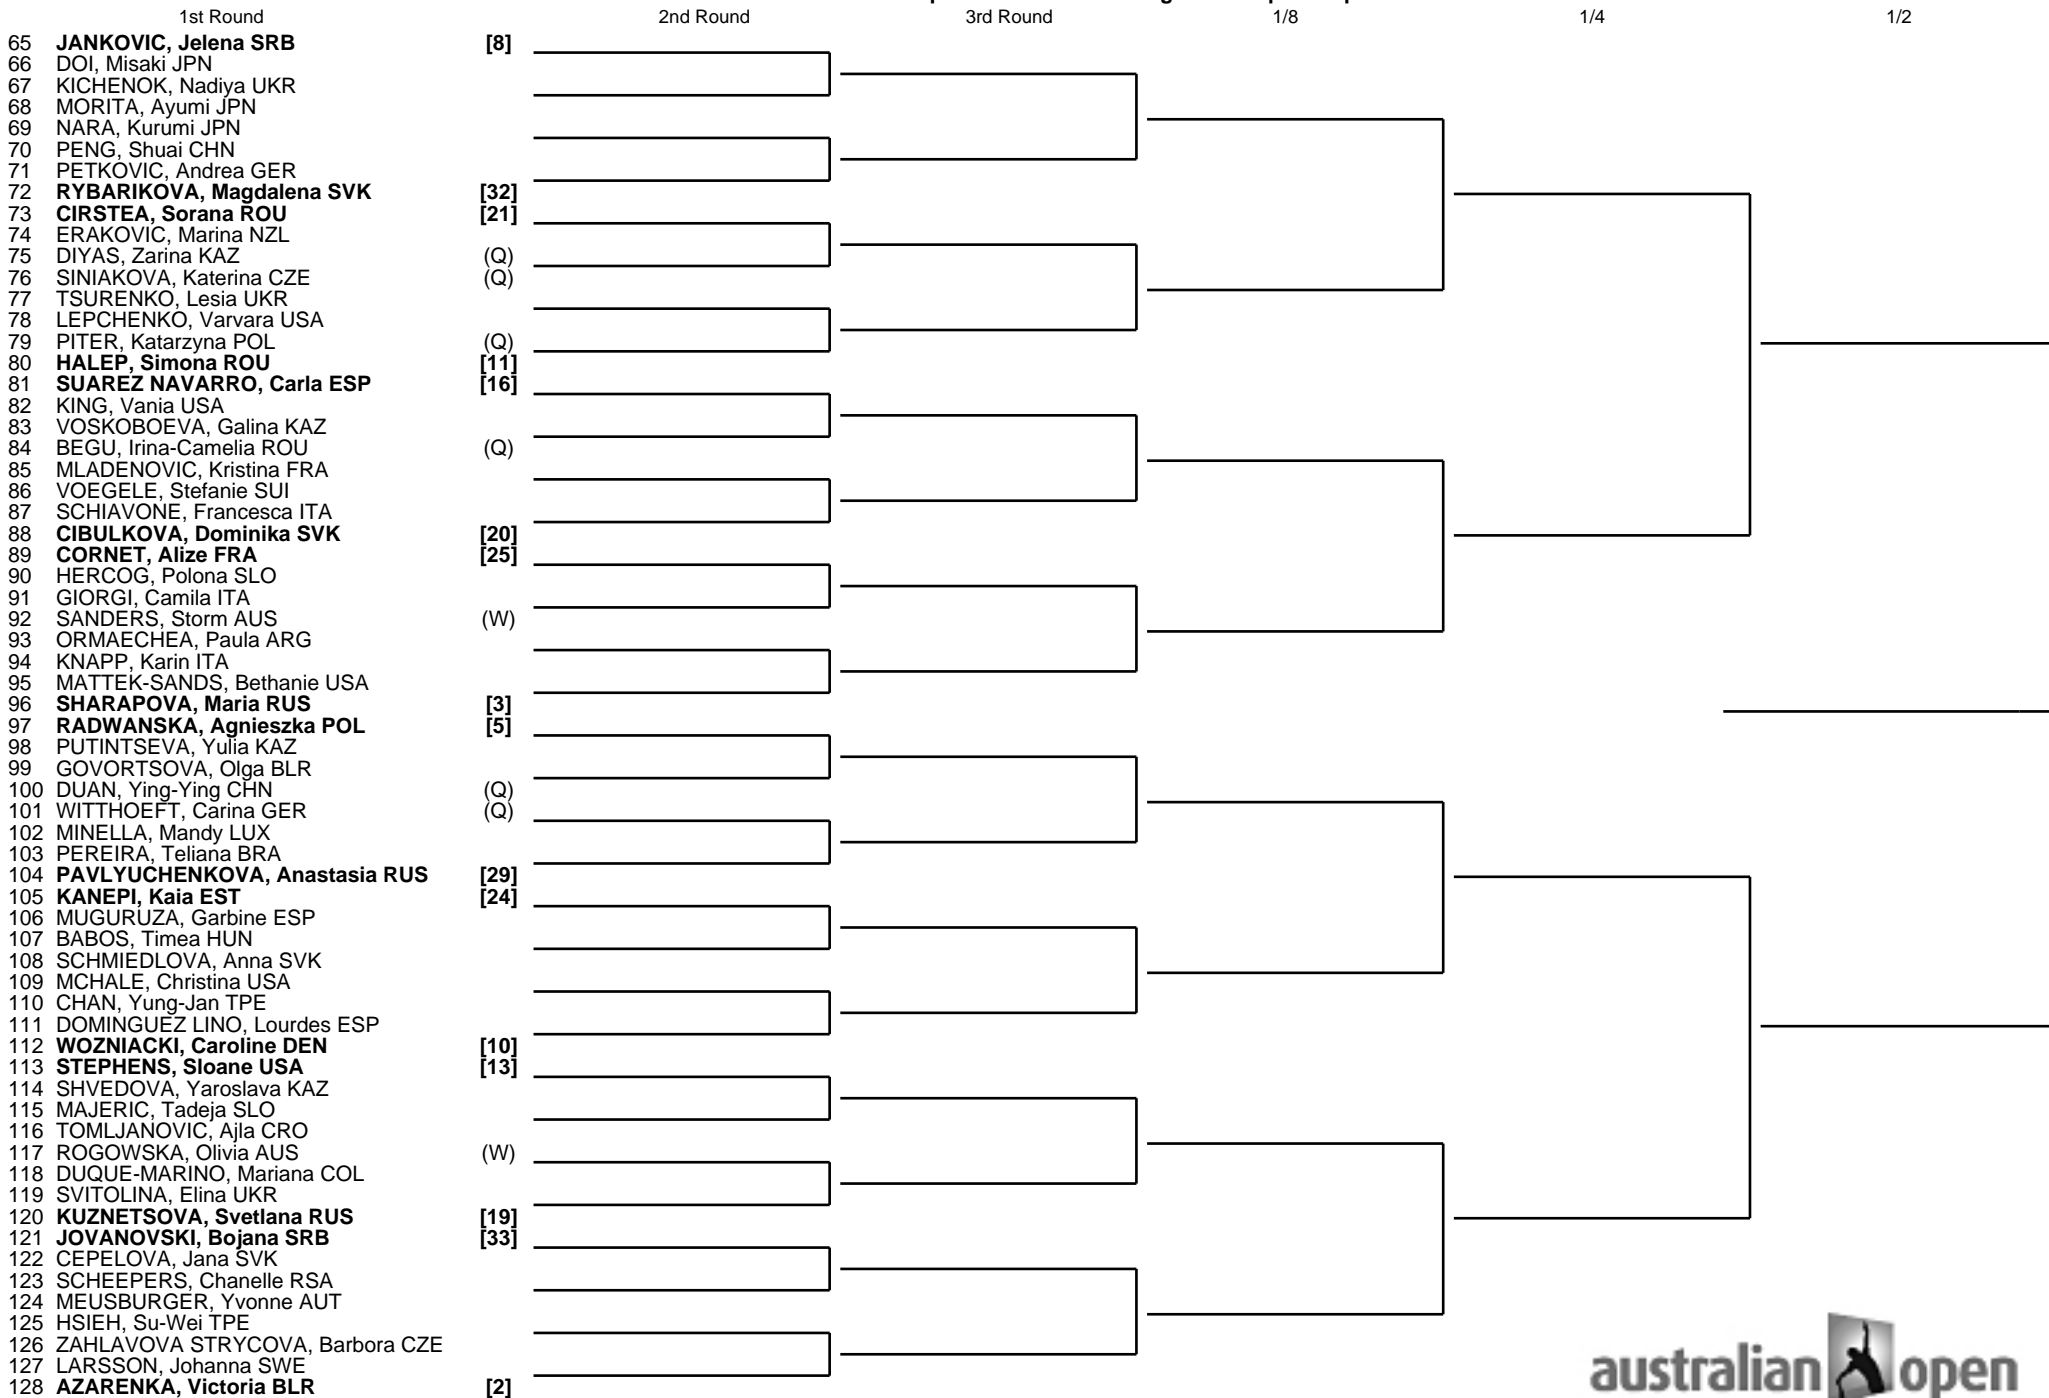 1st Round 2nd Round 3rd Round 1/8 1/4 1/2
65 JANKOVIC, Jelena SRB [8]
66 DOI, Misaki JPN
67 KICHENOK, Nadiya UKR
68 MORITA, Ayumi JPN
69 NARA, Kurumi JPN
70 PENG, Shuai CHN
71 PETKOVIC, Andrea GER
72 RYBARIKOVA, Magdalena SVK [32]
73 CIRSTEA, Sorana ROU [21]
74 ERAKOVIC, Marina NZL
75 DIYAS, Zarina KAZ (Q)
76 SINIAKOVA, Katerina CZE (Q)
77 TSURENKO, Lesia UKR
78 LEPCHENKO, Varvara USA
79 PITER, Katarzyna POL (Q)
80 HALEP, Simona ROU [11]
81 SUAREZ NAVARRO, Carla ESP [16]
82 KING, Vania USA
83 VOSKOBOEVA, Galina KAZ
84 BEGU, Irina-Camelia ROU (Q)
85 MLADENOVIC, Kristina FRA
86 VOEGELE, Stefanie SUI
87 SCHIAVONE, Francesca ITA
88 CIBULKOVA, Dominika SVK [20]
89 CORNET, Alize FRA [25]
90 HERCOG, Polona SLO
91 GIORGI, Camila ITA
92 SANDERS, Storm AUS (W)
93 ORMAECHEA, Paula ARG
94 KNAPP, Karin ITA
95 MATTEK-SANDS, Bethanie USA
96 SHARAPOVA, Maria RUS [3]
97 RADWANSKA, Agnieszka POL [5]
98 PUTINTSEVA, Yulia KAZ
99 GOVORTSOVA, Olga BLR
100 DUAN, Ying-Ying CHN (Q)
101 WITTHOEFT, Carina GER (Q)
102 MINELLA, Mandy LUX
103 PEREIRA, Teliana BRA
104 PAVLYUCHENKOVA, Anastasia RUS [29]
105 KANEPI, Kaia EST [24]
106 MUGURUZA, Garbine ESP
107 BABOS, Timea HUN
108 SCHMIEDLOVA, Anna SVK
109 MCHALE, Christina USA
110 CHAN, Yung-Jan TPE
111 DOMINGUEZ LINO, Lourdes ESP
112 WOZNIACKI, Caroline DEN [10]
113 STEPHENS, Sloane USA [13]
114 SHVEDOVA, Yaroslava KAZ
115 MAJERIC, Tadeja SLO
116 TOMLJANOVIC, Ajla CRO
117 ROGOWSKA, Olivia AUS (W)
118 DUQUE-MARINO, Mariana COL
119 SVITOLINA, Elina UKR
120 KUZNETSOVA, Svetlana RUS [19]
121 JOVANOVSKI, Bojana SRB [33]
122 CEPELOVA, Jana SVK
123 SCHEEPERS, Chanelle RSA
124 MEUSBURGER, Yvonne AUT
125 HSIEH, Su-Wei TPE
126 ZAHLAVOVA STRYCOVA, Barbora CZE
127 LARSSON, Johanna SWE
128 AZARENKA, Victoria BLR [2]
australian open